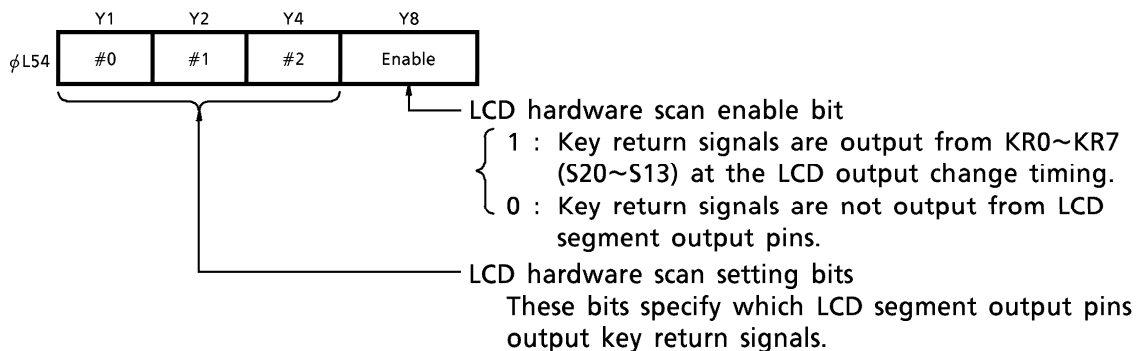 Y1 Y2 Y4 Y8
φL54 #0 #1 #2 Enable
LCD hardware scan enable bit
1 : Key return signals are output from KR0~KR7
(S20~S13) at the LCD output change timing.
0 : Key return signals are not output from LCD
segment output pins.
LCD hardware scan setting bits
These bits specify which LCD segment output pins
output key return signals.